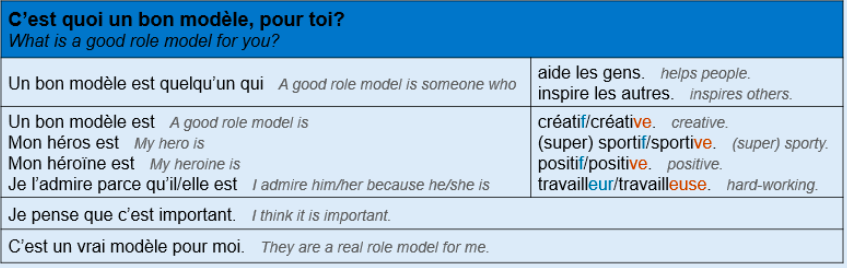 C'est quoi un bon modèle, pour toi?
What is a good role model for you?
Un bon modèle est quelqu'un qui   A good role model is someone who
aide les gens.   helps people.
inspire les autres.   inspires others.
Un bon modèle est   A good role model is
Mon héros est   My hero is
Mon héroïne est   My heroine is
Je l'admire parce qu'il/elle est   I admire him/her because he/she is
créatif/créative.   creative.
(super) sportif/sportive.   (super) sporty.
positif/positive.   positive.
travailleur/travailleuse.   hard-working.
Je pense que c'est important.   I think it is important.
C'est un vrai modèle pour moi.   They are a real role model for me.